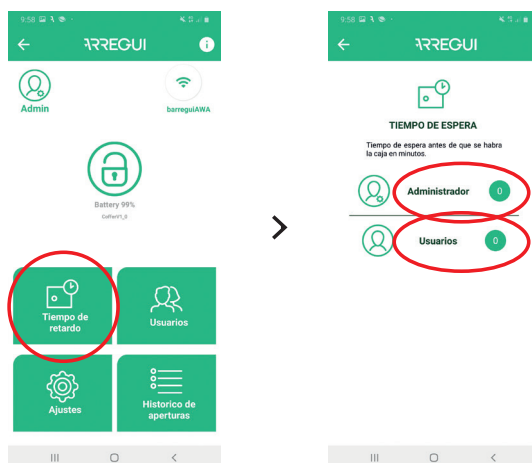 9:58
ARREGUI
Admin
barreguiAWA
Battery 99%
CofferV1_0
Tiempo de
retardo
Usuarios
Ajustes
Historico de
aperturas
>
9:58
ARREGUI
TIEMPO DE ESPERA
Tiempo de espera antes de que se habra
la caja en minutos.
Administrador 0
Usuarios 0